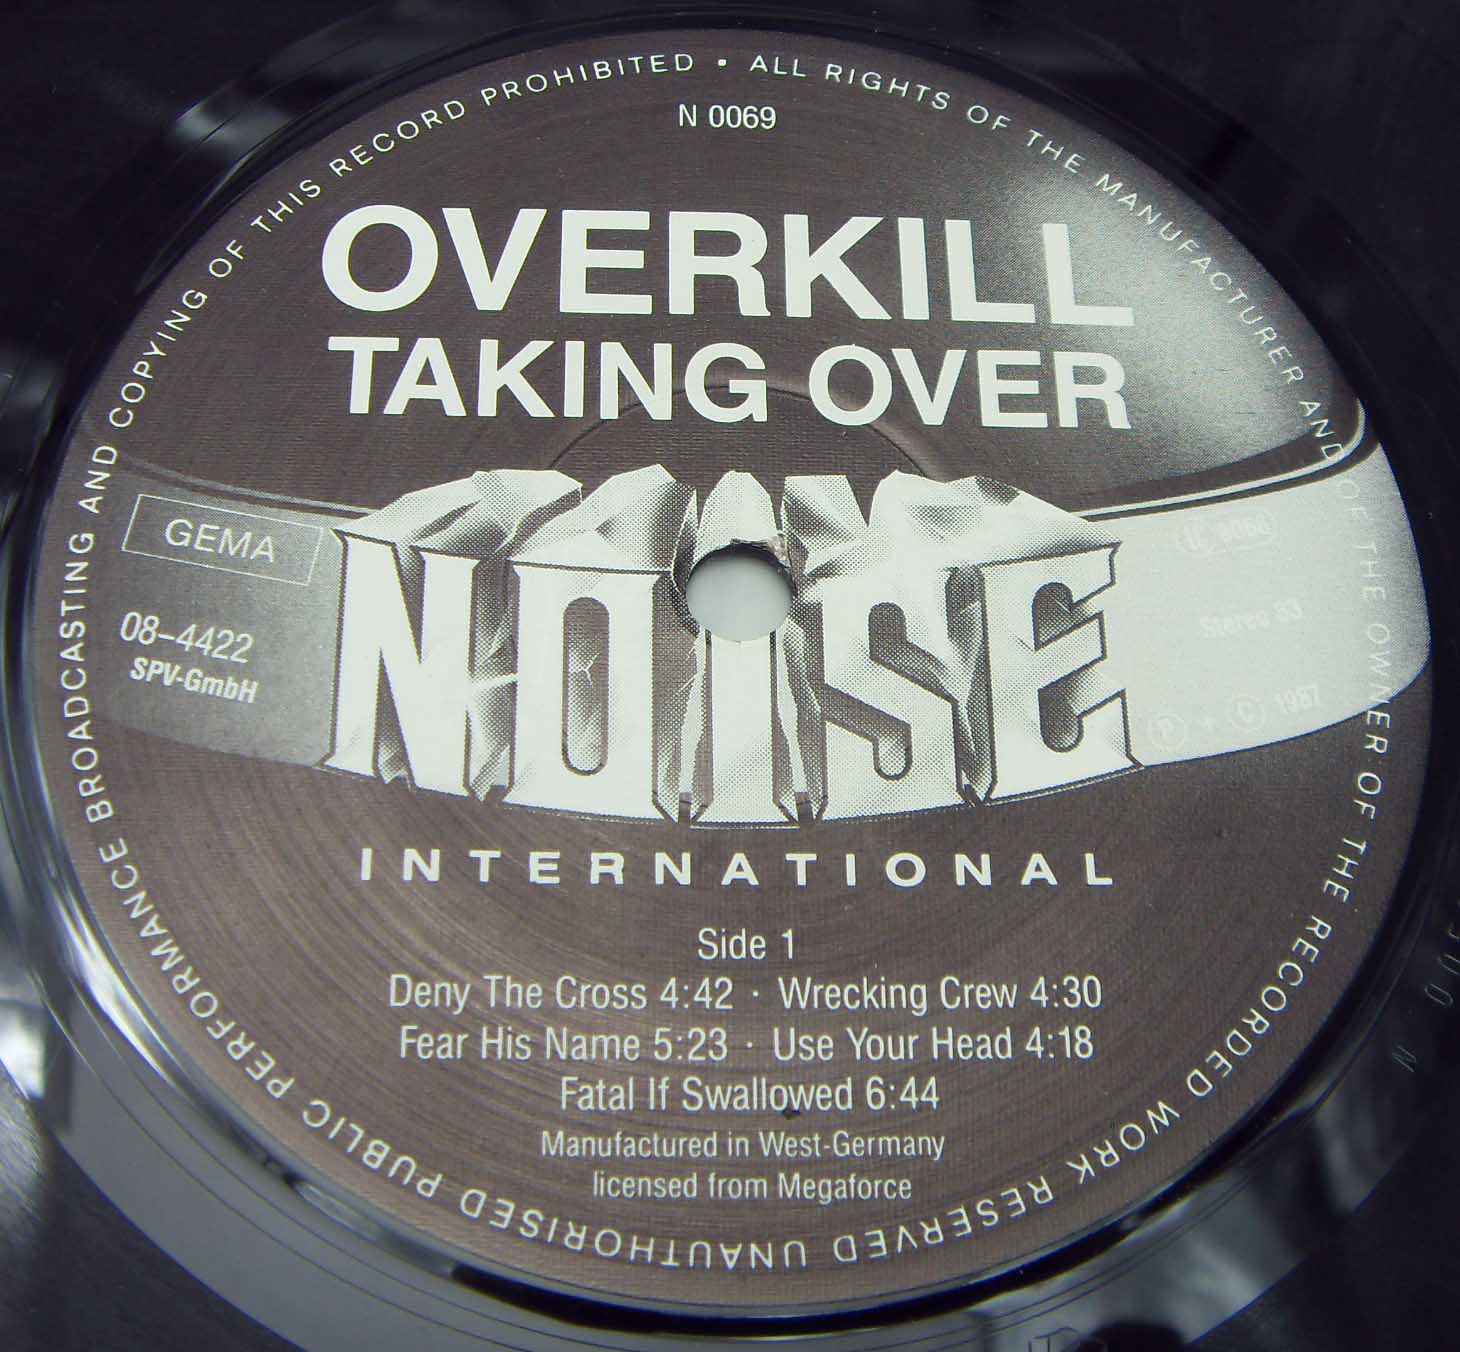 N 0069
OVERKILL
TAKING OVER
GEMA
08-4422
SPV-GmbH
NOISE
INTERNATIONAL
Stereo 33
Ⓟ + Ⓒ 1987
Side 1
Deny The Cross 4:42 · Wrecking Crew 4:30
Fear His Name 5:23 · Use Your Head 4:18
Fatal If Swallowed 6:44
Manufactured in West-Germany
licensed from Megaforce
ALL RIGHTS OF THE MANUFACTURER AND OF THE OWNER OF THE RECORDED WORK RESERVED UNAUTHORISED PUBLIC PERFORMANCE BROADCASTING AND COPYING OF THIS RECORD PROHIBITED •